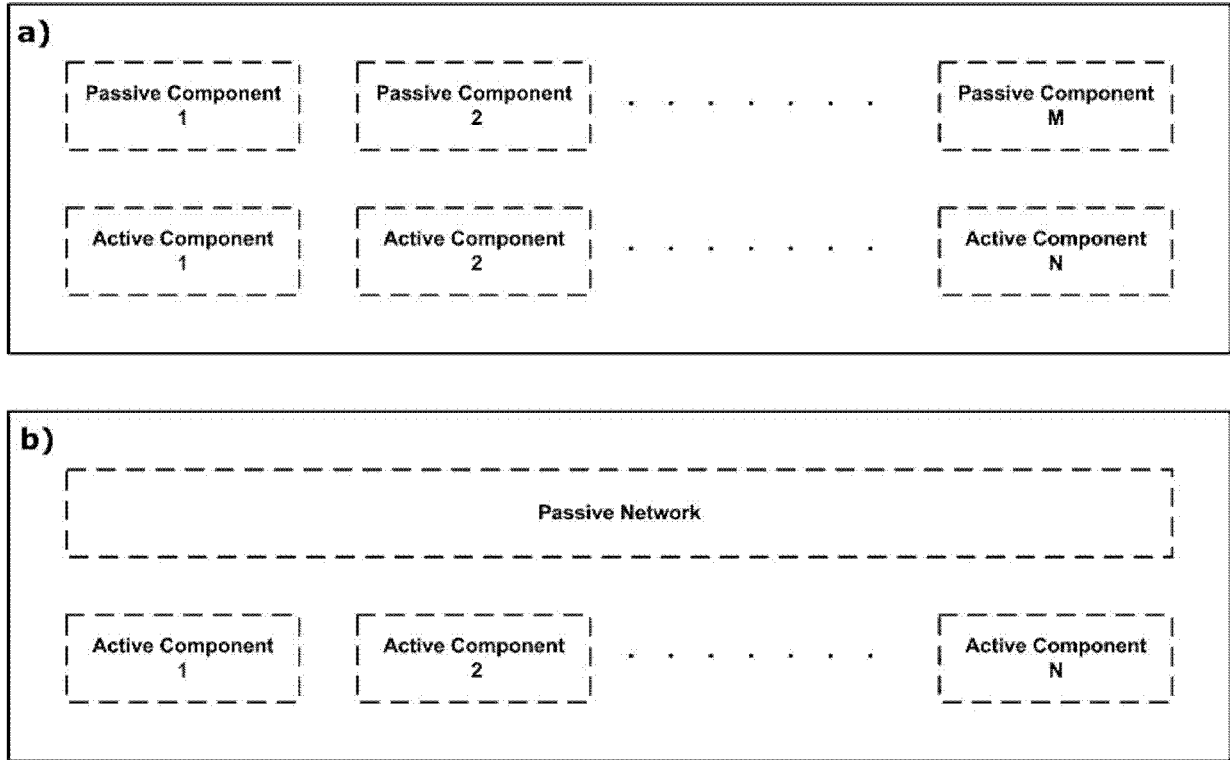 a)
Passive Component
1
Passive Component
2
. . . . . . .
Passive Component
M
Active Component
1
Active Component
2
. . . . . . .
Active Component
N
b)
Passive Network
Active Component
1
Active Component
2
. . . . . . .
Active Component
N